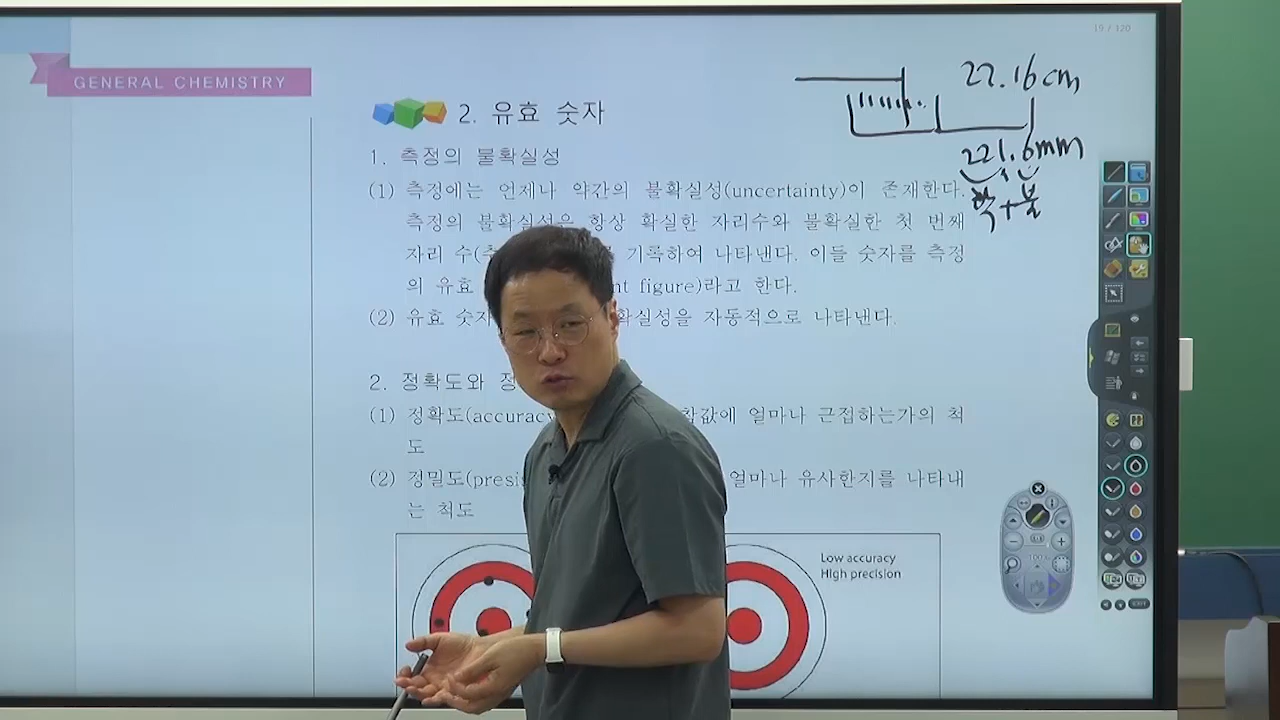 19 / 120
GENERAL CHEMISTRY
22.16cm
221.6mm
확+불
2. 유효 숫자
1. 측정의 불확실성
(1) 측정에는 언제나 약간의 불확실성(uncertainty)이 존재한다.
측정의 불확실성은 항상 확실한 자리수와 불확실한 첫 번째
자리 수 기록하여 나타낸다. 이들 숫자를 측정
의 유효 figure)라고 한다.
(2) 유효 숫자 확실성을 자동적으로 나타낸다.
2. 정확도와
(1) 정확도(accuracy 값에 얼마나 근접하는가의 척
도
(2) 정밀도(presi 얼마나 유사한지를 나타내
는 척도
Low accuracy
High precision
100%
EXIT